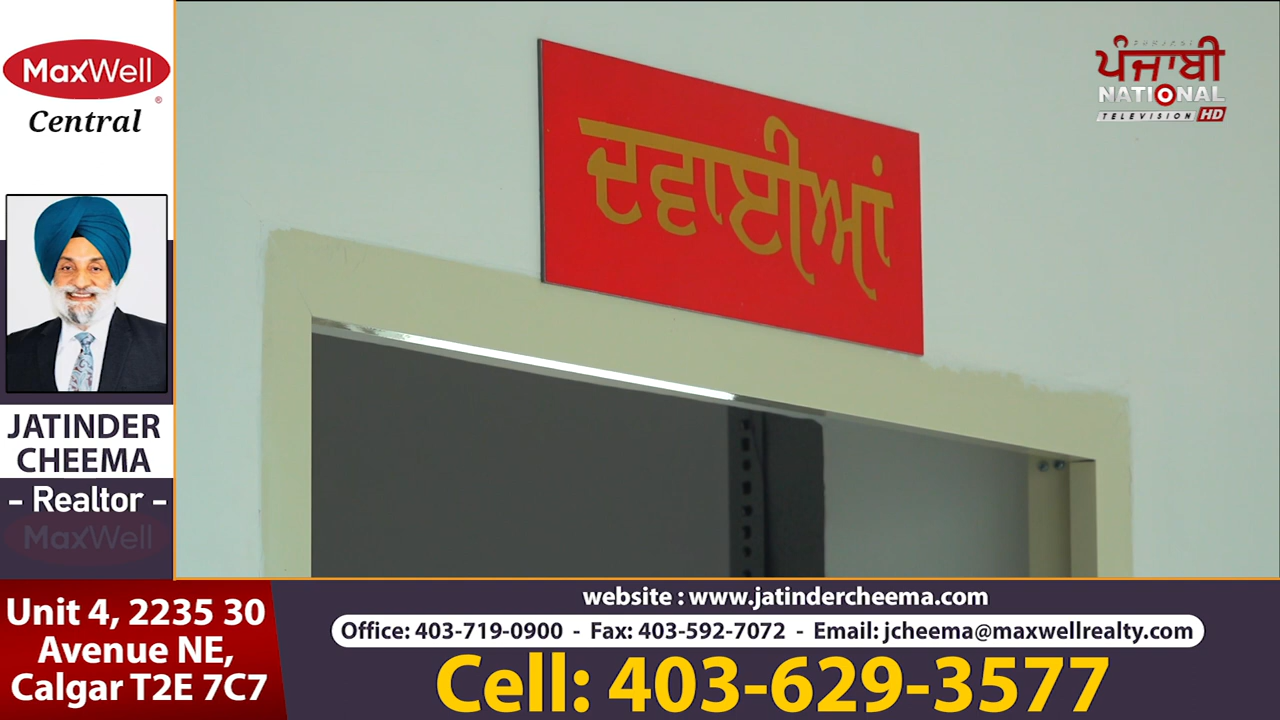 MaxWell
®
Central
JATINDER
CHEEMA
- Realtor -
MaxWell
ਦਵਾਈਆਂ
ਪੰਜਾਬੀ
NATIONAL
TELEVISION HD
Unit 4, 2235 30
Avenue NE,
Calgar T2E 7C7
website : www.jatindercheema.com
Office: 403-719-0900 - Fax: 403-592-7072 - Email: jcheema@maxwellrealty.com
Cell: 403-629-3577